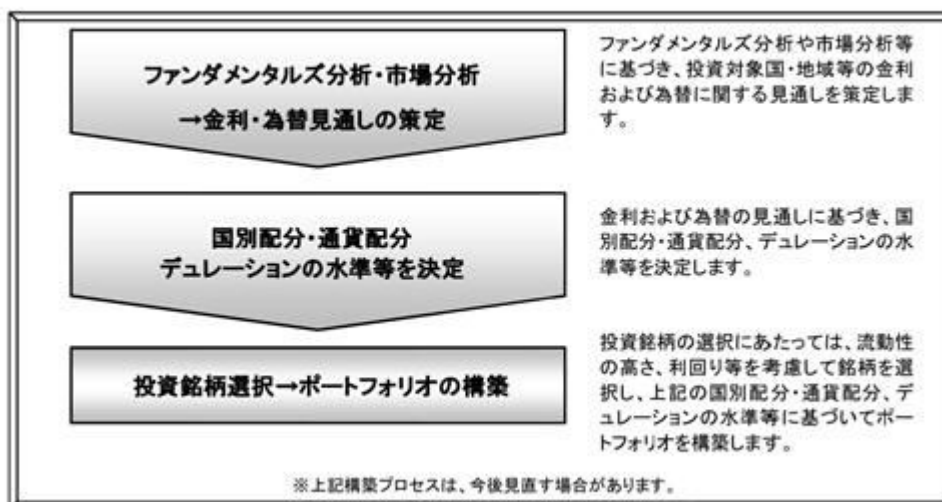 ファンダメンタルズ分析・市場分析
→金利・為替見通しの策定
ファンダメンタルズ分析や市場分析等
に基づき、投資対象国・地域等の金利
および為替に関する見通しを策定しま
す。
国別配分・通貨配分
デュレーションの水準等を決定
金利および為替の見通しに基づき、国
別配分・通貨配分、デュレーションの水
準等を決定します。
投資銘柄選択→ポートフォリオの構築
投資銘柄の選択にあたっては、流動性
の高さ、利回り等を考慮して銘柄を選
択し、上記の国別配分・通貨配分、デ
ュレーションの水準等に基づいてポー
トフォリオを構築します。
※上記構築プロセスは、今後見直す場合があります。